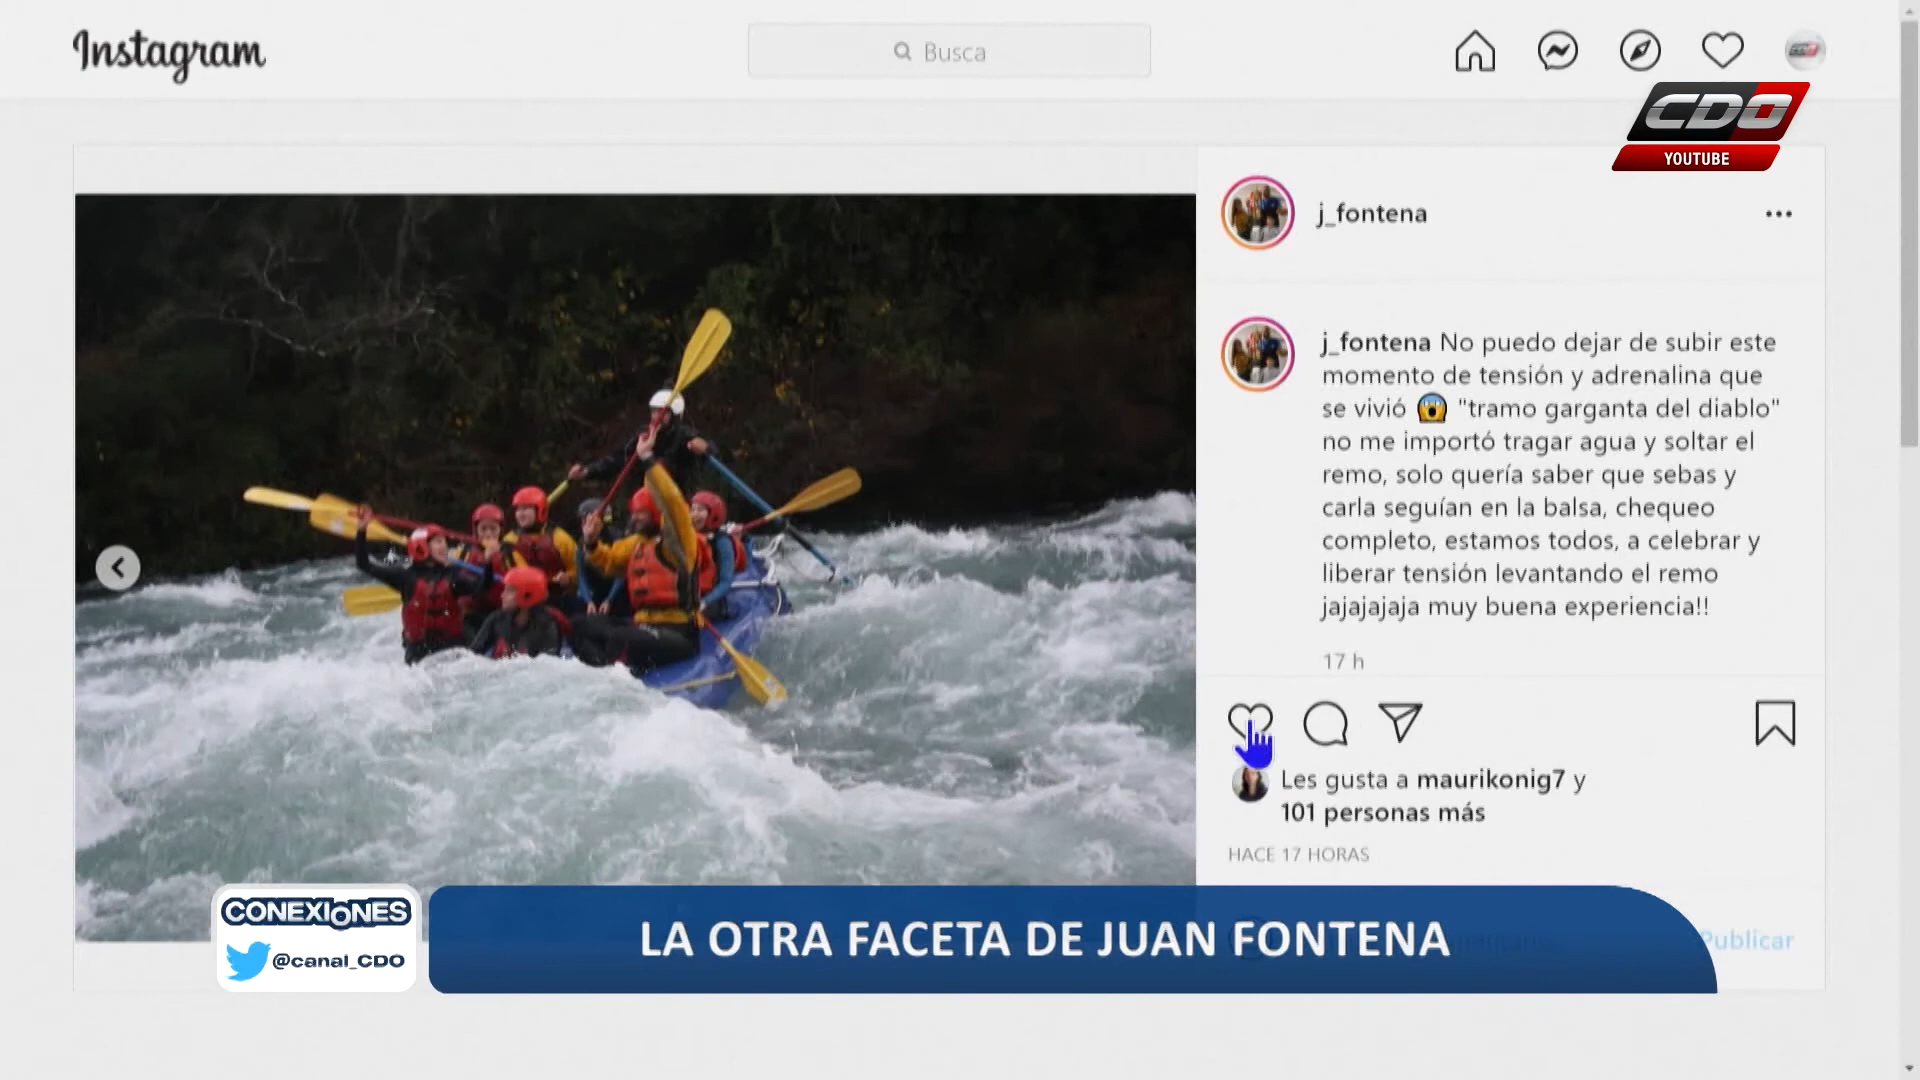 Instagram
Busca
CDO
YOUTUBE
j_fontena
j_fontena No puedo dejar de subir este
momento de tensión y adrenalina que
se vivió 😱 "tramo garganta del diablo"
no me importó tragar agua y soltar el
remo, solo quería saber que sebas y
carla seguían en la balsa, chequeo
completo, estamos todos, a celebrar y
liberar tensión levantando el remo
jajajajaja muy buena experiencia!!
17 h
Les gusta a maurikonig7 y
101 personas más
HACE 17 HORAS
Publicar
CONEXIONES
@canal_CDO
LA OTRA FACETA DE JUAN FONTENA